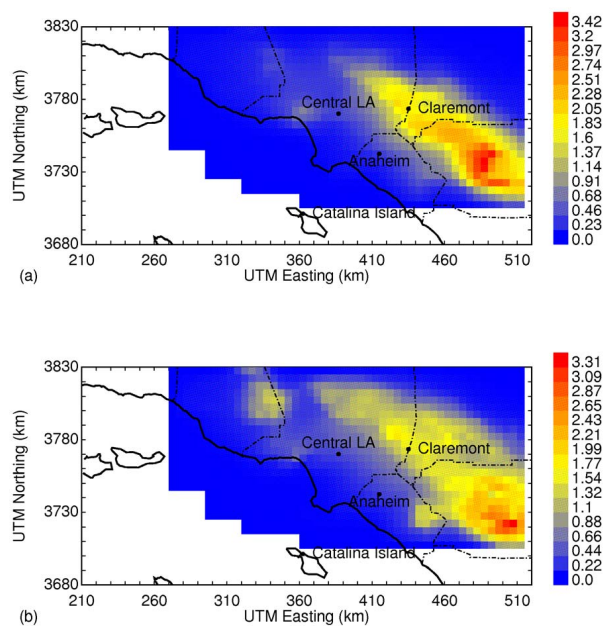 3830
3780
3730
3680
UTM Northing (km)
Central LA
Claremont
Anaheim
Catalina Island
210 260 310 360 410 460 510
UTM Easting (km)
(a)
3.42
3.2
2.97
2.74
2.51
2.28
2.05
1.83
1.6
1.37
1.14
0.91
0.68
0.46
0.23
0.0
3830
3780
3730
3680
UTM Northing (km)
Central LA
Claremont
Anaheim
Catalina Island
210 260 310 360 410 460 510
UTM Easting (km)
(b)
3.31
3.09
2.87
2.65
2.43
2.21
1.99
1.77
1.54
1.32
1.1
0.88
0.66
0.44
0.22
0.0